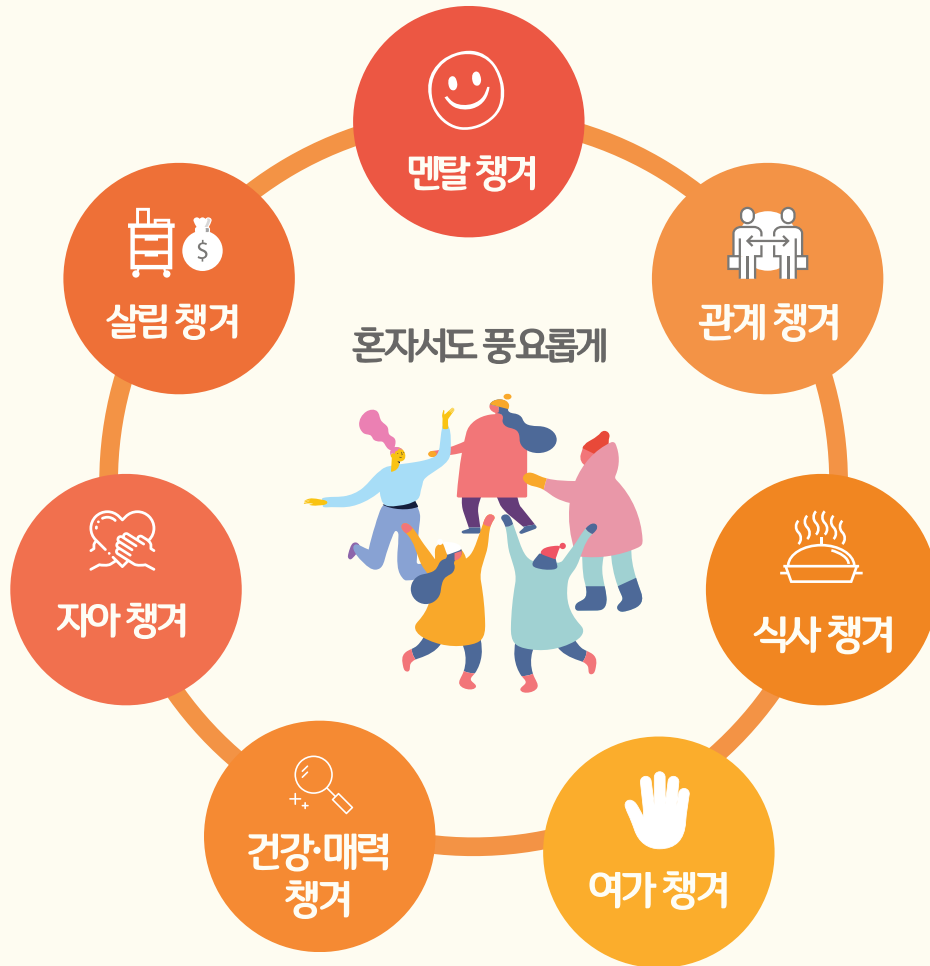 멘탈 챙겨
관계 챙겨
살림 챙겨
$
혼자서도 풍요롭게
자아 챙겨
식사 챙겨
건강·매력
챙겨
여가 챙겨